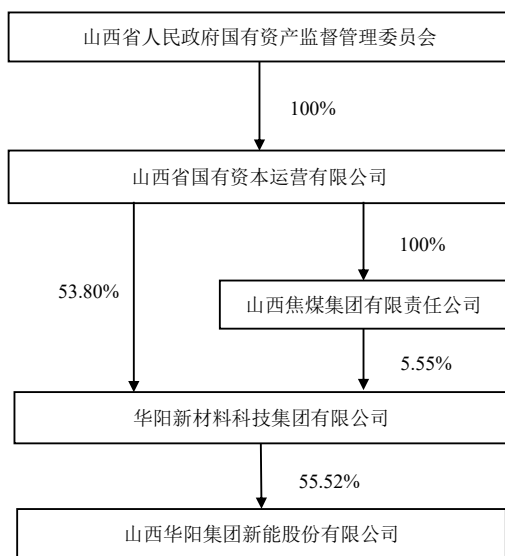 山西省人民政府国有资产监督管理委员会
100%
山西省国有资本运营有限公司
100%
53.80%
山西焦煤集团有限责任公司
5.55%
华阳新材料科技集团有限公司
55.52%
山西华阳集团新能股份有限公司